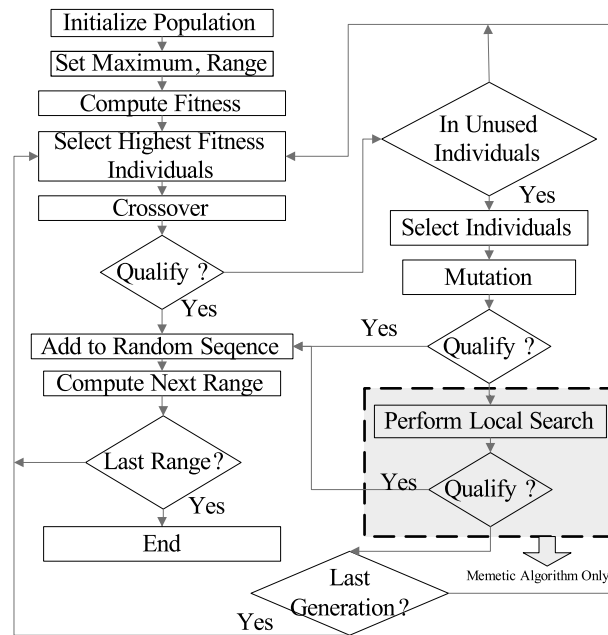 Initialize Population
Set Maximum, Range
Compute Fitness
Select Highest Fitness
Individuals
Crossover
Qualify ?
Yes
Add to Random Seqence
Compute Next Range
Last Range?
Yes
End
In Unused
Individuals
Yes
Select Individuals
Mutation
Yes
Qualify ?
Perform Local Search
Yes
Qualify ?
Memetic Algorithm Only
Last
Generation?
Yes